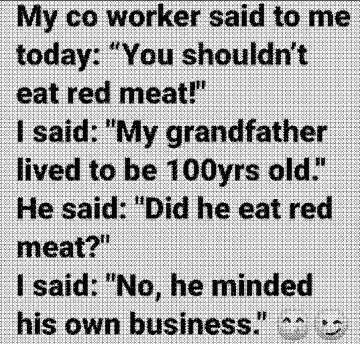 My co worker said to me
today: “You shouldn’t
eat red meat!"
I said: "My grandfather
lived to be 100yrs old."
He said: "Did he eat red
meat?"
I said: "No, he minded
his own business." 😁😉